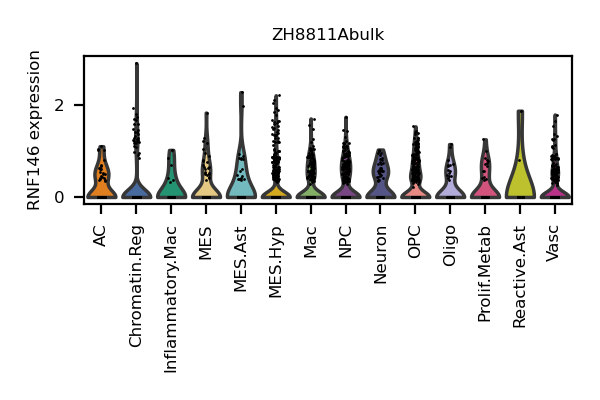 ZH8811Abulk
RNF146 expression
2
0
AC
Chromatin.Reg
Inflammatory.Mac
MES
MES.Ast
MES.Hyp
Mac
NPC
Neuron
OPC
Oligo
Prolif.Metab
Reactive.Ast
Vasc